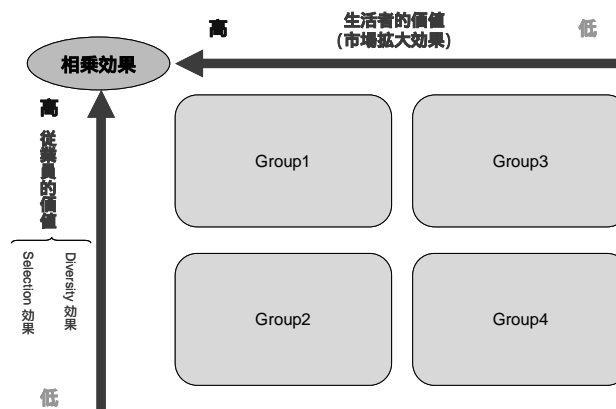 高
生活者的価値
(市場拡大効果)
低
相乗効果
高
従業員的価値
Group1
Group3
Diversity 効果
Selection 効果
Group2
Group4
低